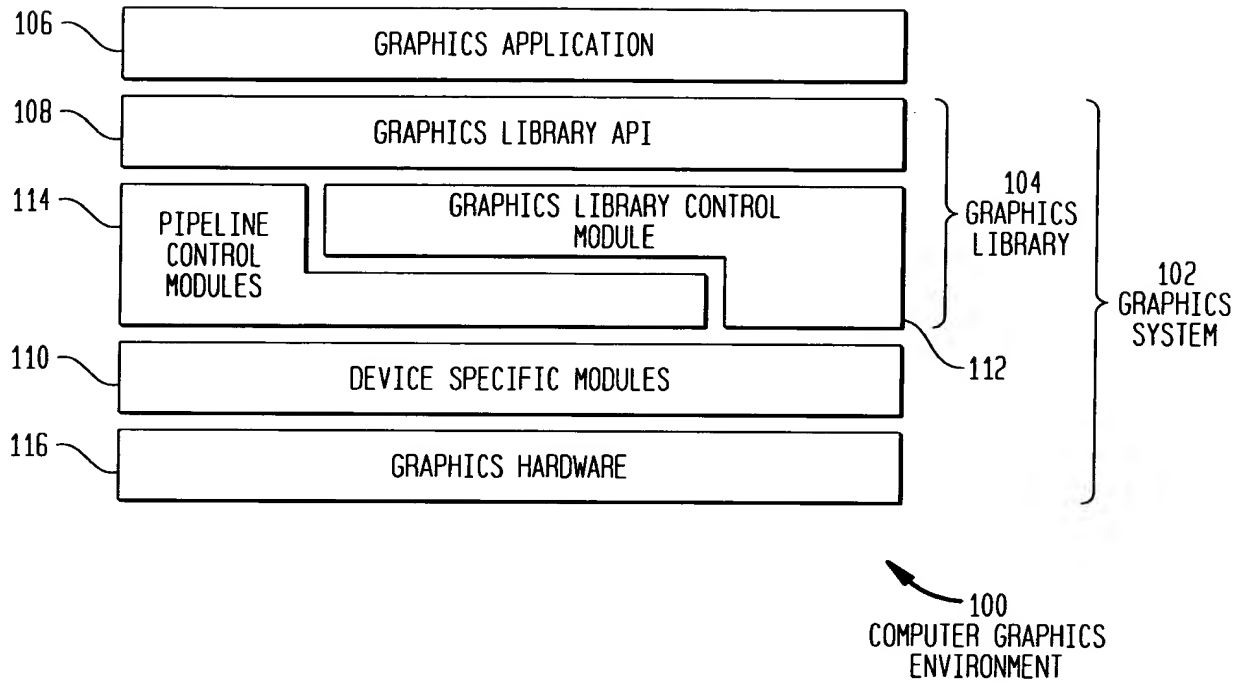 106
GRAPHICS APPLICATION
108
GRAPHICS LIBRARY API
114
PIPELINE
CONTROL
MODULES
GRAPHICS LIBRARY CONTROL
MODULE
104
GRAPHICS
LIBRARY
102
GRAPHICS
SYSTEM
112
110
DEVICE SPECIFIC MODULES
116
GRAPHICS HARDWARE
100
COMPUTER GRAPHICS
ENVIRONMENT